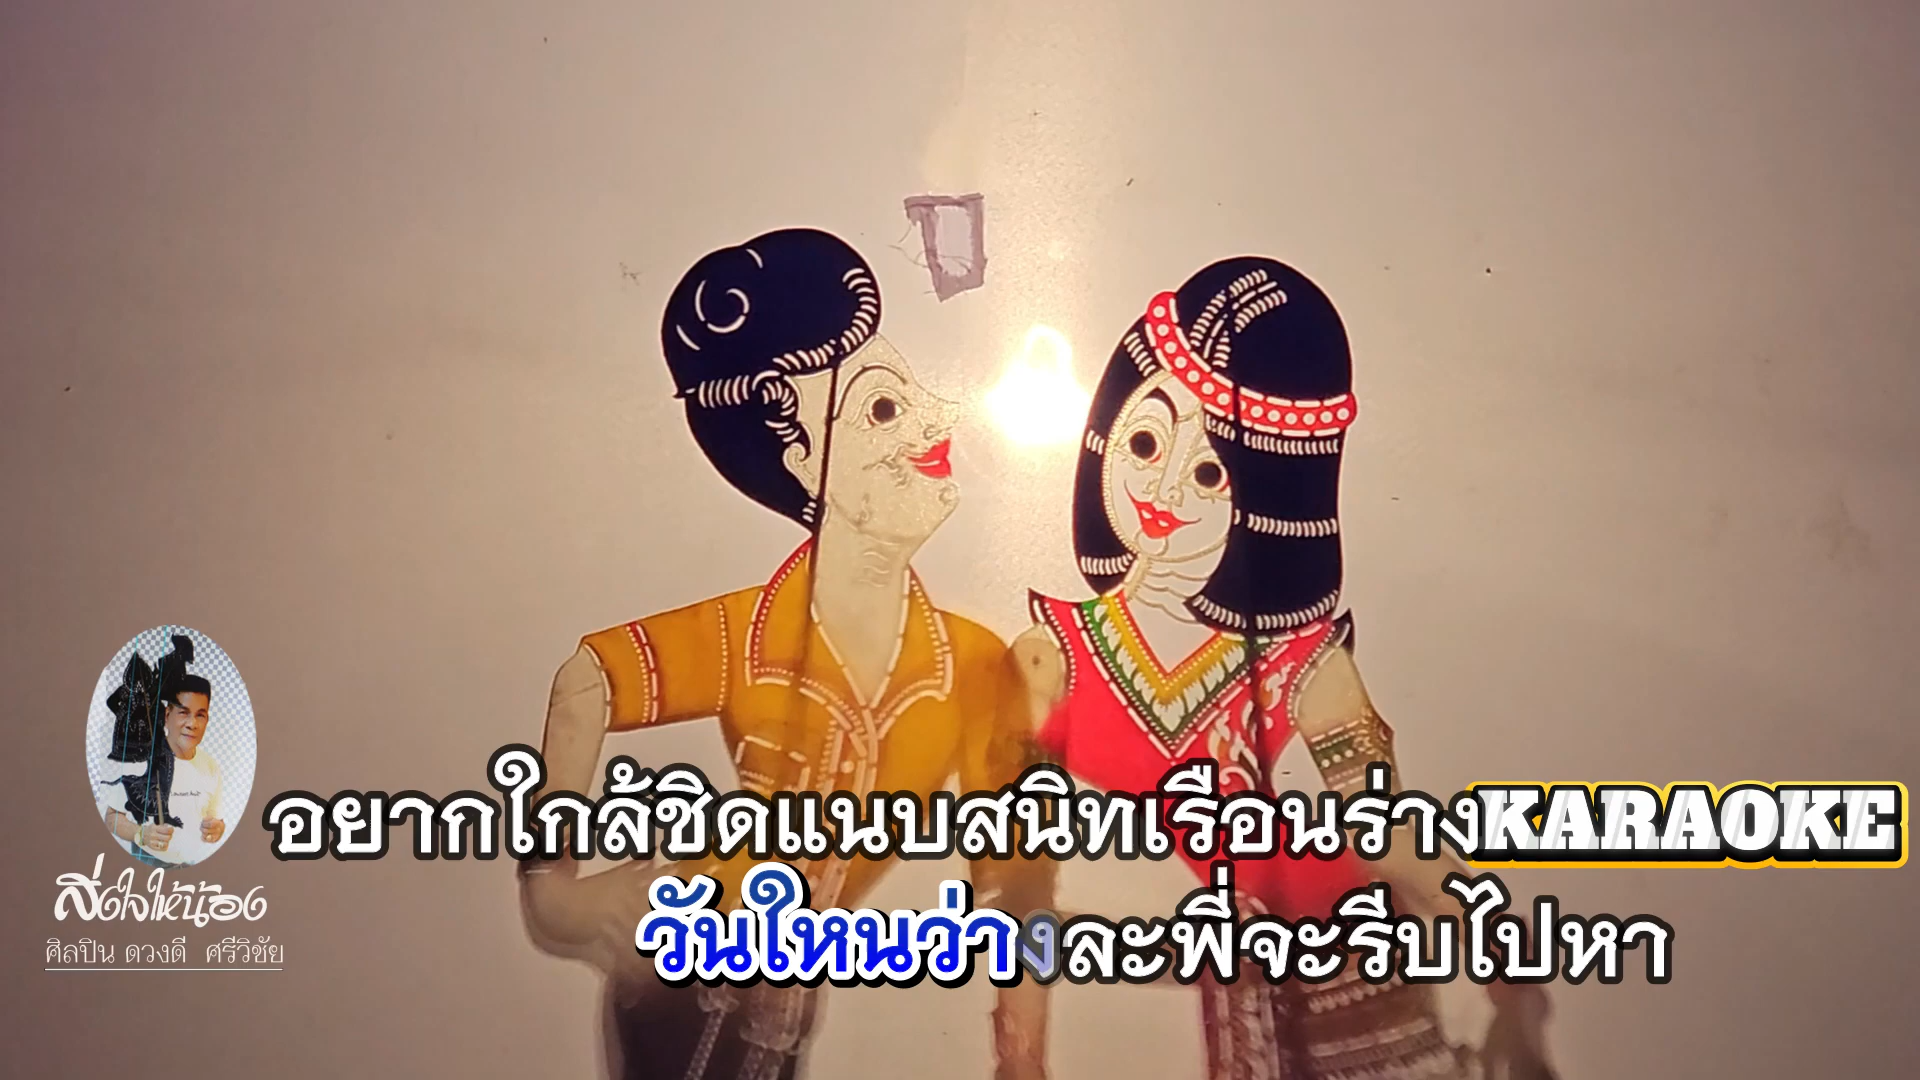 อยากใกล้ชิดแนบสนิทเรือนร่าง
KARAOKE
วันใหนว่างละพี่จะรีบไปหา
สิ่งใจให้น้อง
ศิลปิน ดวงดี ศรีวิชัย